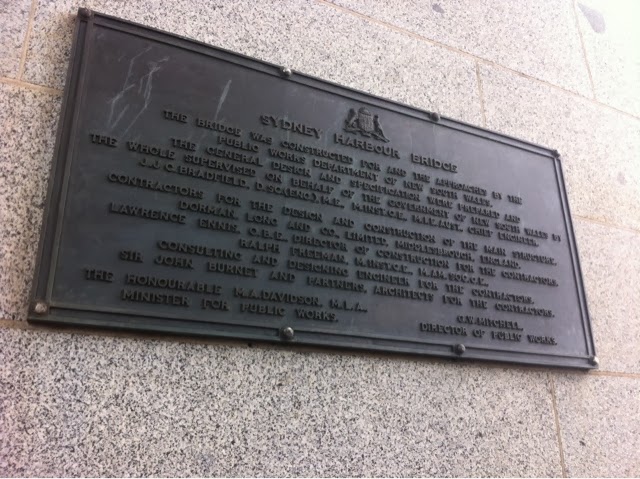 SYDNEY HARBOUR BRIDGE
THE BRIDGE WAS CONSTRUCTED FOR AND THE APPROACHES BY THE
PUBLIC WORKS DEPARTMENT OF NEW SOUTH WALES.
THE GENERAL DESIGN AND SPECIFICATION WERE PREPARED AND
THE WHOLE SUPERVISED ON BEHALF OF THE GOVERNMENT OF NEW SOUTH WALES BY
J.J.C. BRADFIELD, D.SC.(ENG.), M.E., M.INST.C.E., M.I.E.AUST., CHIEF ENGINEER.
CONTRACTORS FOR THE DESIGN AND CONSTRUCTION OF THE MAIN STRUCTURE,
DORMAN, LONG AND CO., LIMITED, MIDDLESBROUGH, ENGLAND.
LAWRENCE ENNIS, O.B.E., DIRECTOR OF CONSTRUCTION FOR THE CONTRACTORS.
RALPH FREEMAN, M.INST.C.E., M.AM.SOC.C.E.,
CONSULTING AND DESIGNING ENGINEER FOR THE CONTRACTORS.
SIR JOHN BURNET AND PARTNERS, ARCHITECTS FOR THE CONTRACTORS.
THE HONOURABLE M.A. DAVIDSON, M.L.A.,
MINISTER FOR PUBLIC WORKS.
G.W. MITCHELL,
DIRECTOR OF PUBLIC WORKS.